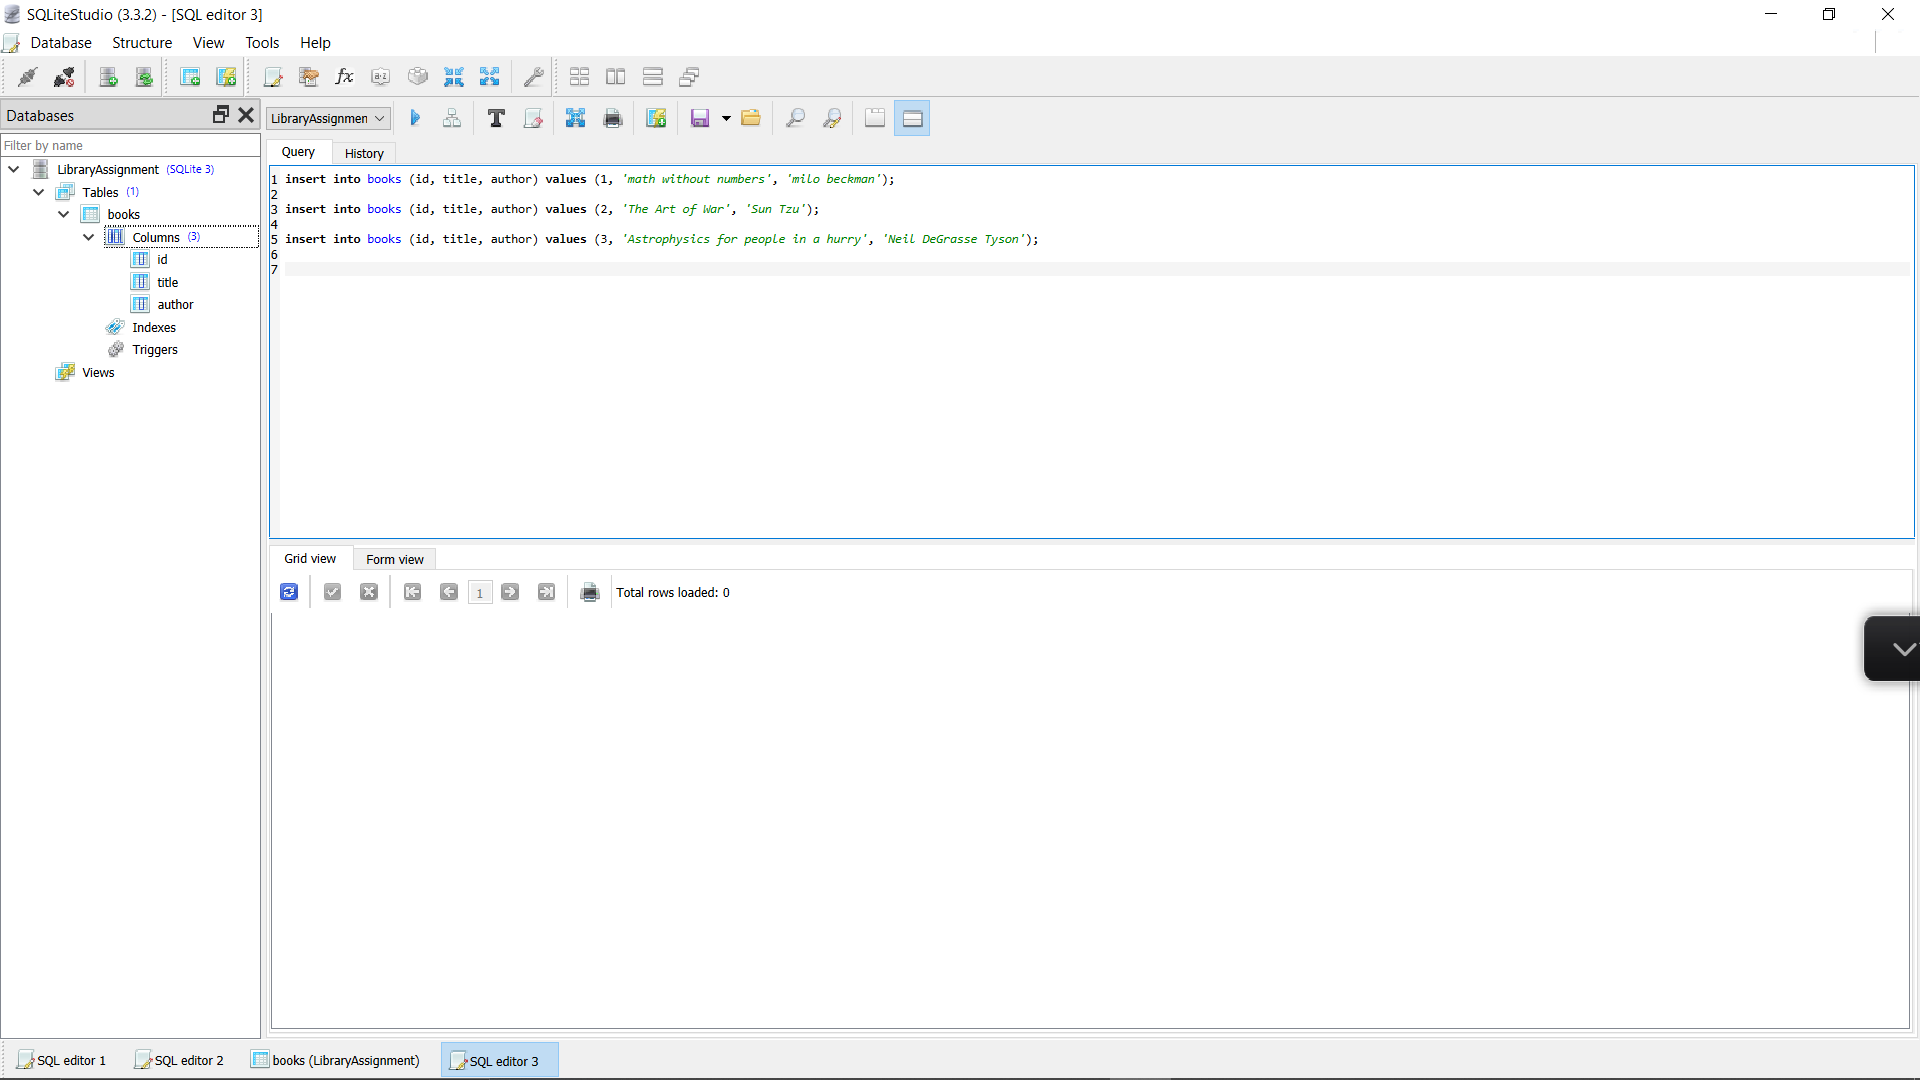 SQLiteStudio (3.3.2) - [SQL editor 3]
Database Structure View Tools Help
Databases
LibraryAssignmen
Filter by name
Query History
LibraryAssignment (SQLite 3)
Tables (1)
books
Columns (3)
id
title
author
Indexes
Triggers
Views
1 insert into books (id, title, author) values (1, 'math without numbers', 'milo beckman');
2
3 insert into books (id, title, author) values (2, 'The Art of War', 'Sun Tzu');
4
5 insert into books (id, title, author) values (3, 'Astrophysics for people in a hurry', 'Neil DeGrasse Tyson');
6
7
Grid view Form view
1 Total rows loaded: 0
SQL editor 1 SQL editor 2 books (LibraryAssignment) SQL editor 3